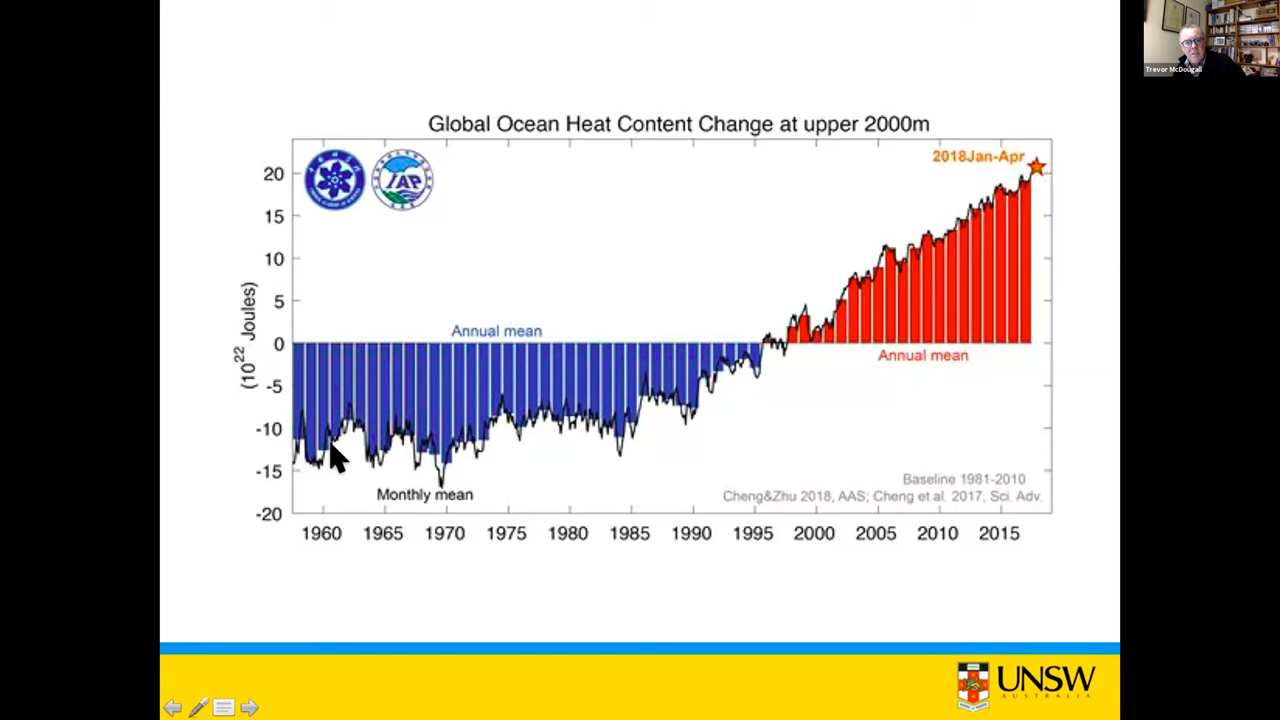 Trevor McDougall
Global Ocean Heat Content Change at upper 2000m
2018Jan-Apr
IAP
20
15
10
5
0
-5
-10
-15
-20
(10²² Joules)
Annual mean
Annual mean
Monthly mean
Baseline 1981-2010
Cheng&Zhu 2018, AAS; Cheng et al. 2017, Sci. Adv.
1960 1965 1970 1975 1980 1985 1990 1995 2000 2005 2010 2015
UNSW
AUSTRALIA